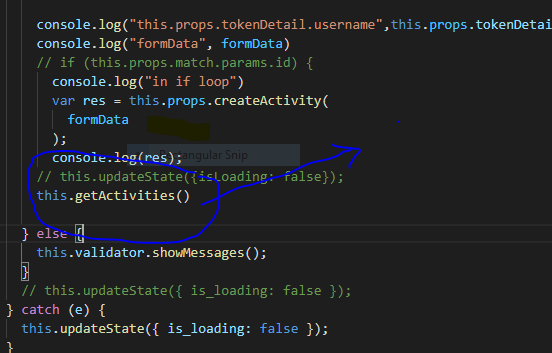 console.log("this.props.tokenDetail.username",this.props.tokenDetai
console.log("formData", formData)
// if (this.props.match.params.id) {
console.log("in if loop")
var res = this.props.createActivity(
formData
);
console.log(res);
Rectangular Snip
// this.updateState({isLoading: false});
this.getActivities()
} else {
this.validator.showMessages();
}
// this.updateState({ is_loading: false });
} catch (e) {
this.updateState({ is_loading: false });
}